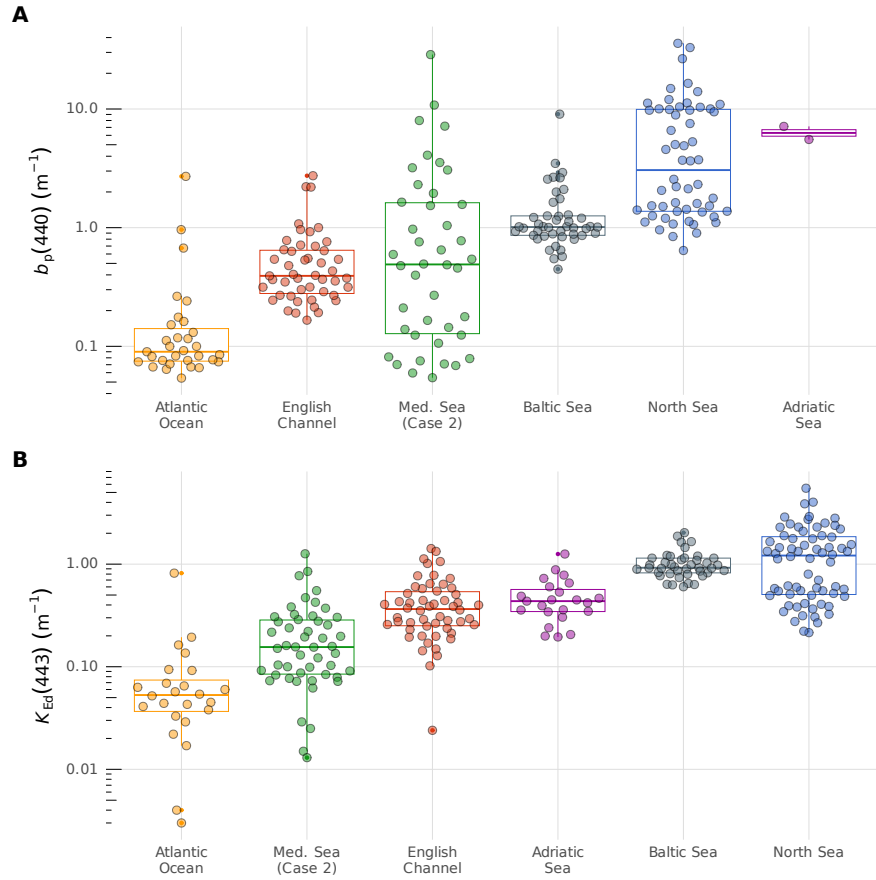 A
10.0
1.0
0.1
b_p(440) (m⁻¹)
Atlantic Ocean
English Channel
Med. Sea (Case 2)
Baltic Sea
North Sea
Adriatic Sea
B
1.00
0.10
0.01
K_Ed(443) (m⁻¹)
Atlantic Ocean
Med. Sea (Case 2)
English Channel
Adriatic Sea
Baltic Sea
North Sea